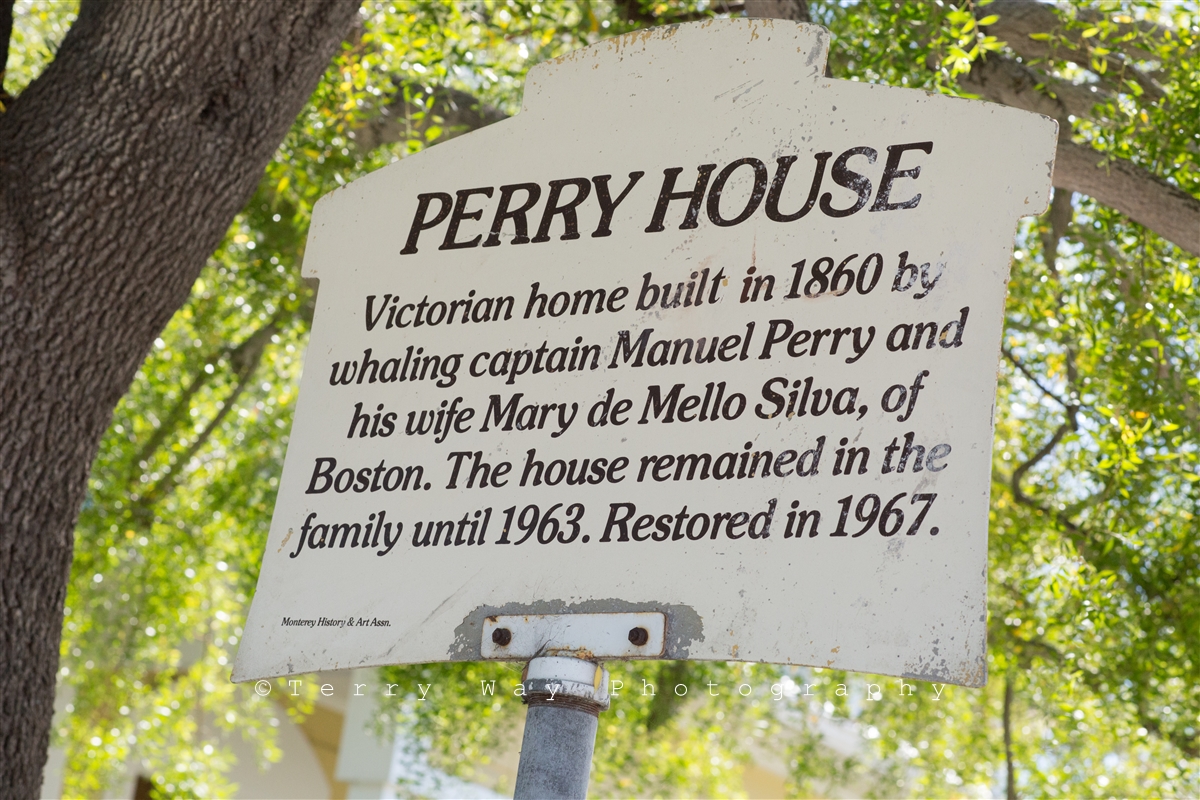 PERRY HOUSE
Victorian home built in 1860 by
whaling captain Manuel Perry and
his wife Mary de Mello Silva, of
Boston. The house remained in the
family until 1963. Restored in 1967.
Monterey History & Art Assn.
©Terry Way Photography